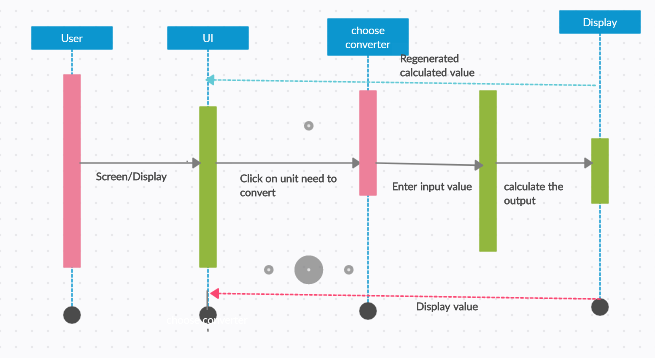 User
UI
choose
converter
Display
Regenerated
calculated value
Screen/Display
Click on unit need to
convert
Enter input value
calculate the
output
Display value